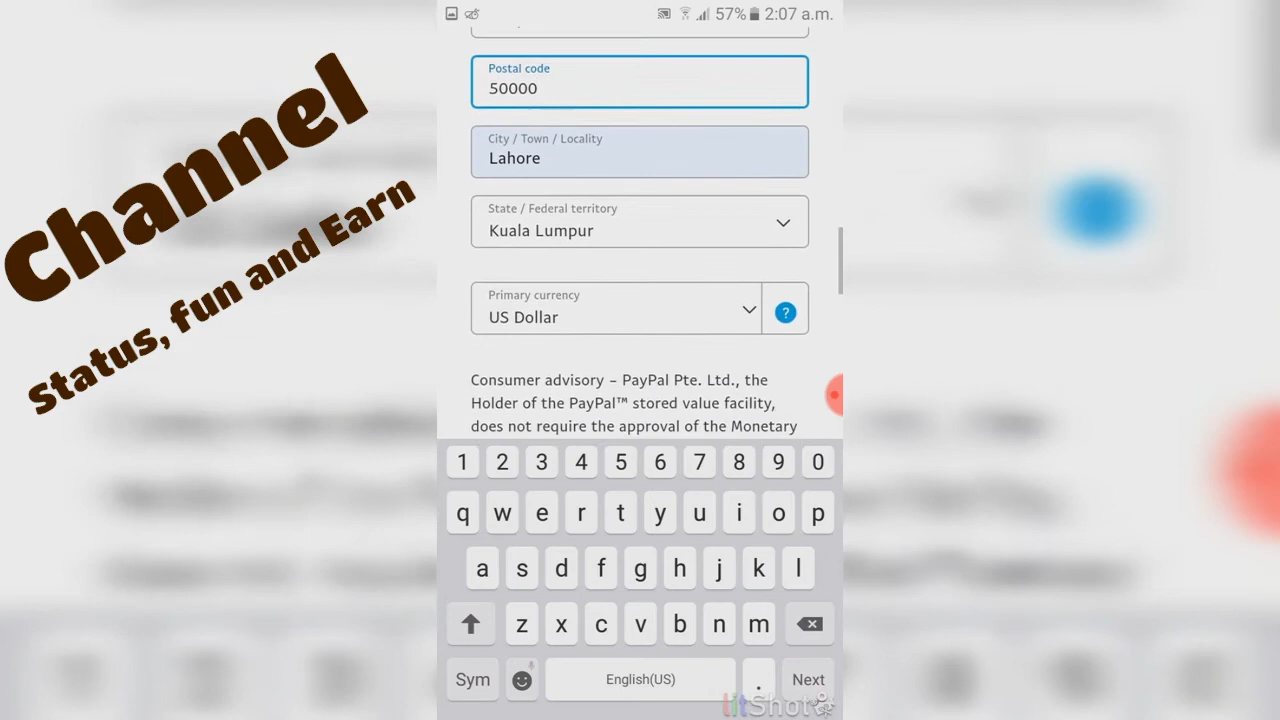 Channel
Status, fun and Earn
57% 2:07 a.m.
Postal code
50000
City / Town / Locality
Lahore
State / Federal territory
Kuala Lumpur
Primary currency
US Dollar
?
Consumer advisory – PayPal Pte. Ltd., the
Holder of the PayPal™ stored value facility,
does not require the approval of the Monetary
1 2 3 4 5 6 7 8 9 0
q w e r t y u i o p
a s d f g h j k l
z x c v b n m
Sym English(US) . Next
litShot